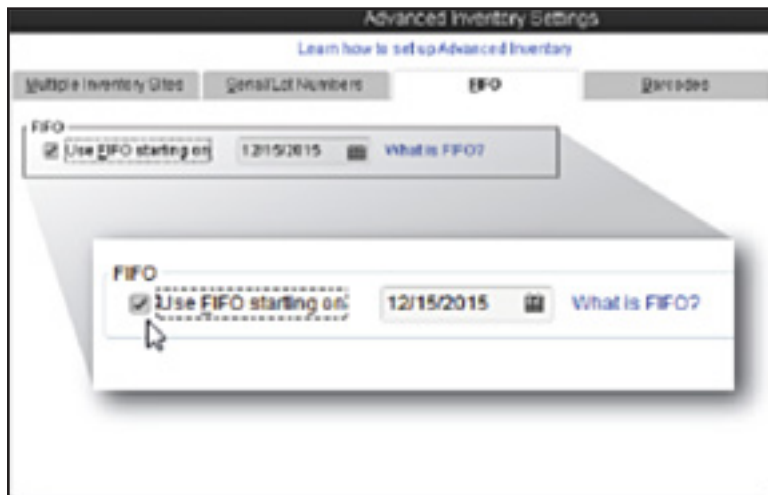 Advanced Inventory Settings
Learn how to set up Advanced Inventory
Multiple Inventory Sites Serial/Lot Numbers FIFO Barcodes
FIFO
Use FIFO starting on 12/15/2015 What is FIFO?
FIFO
Use FIFO starting on 12/15/2015 What is FIFO?